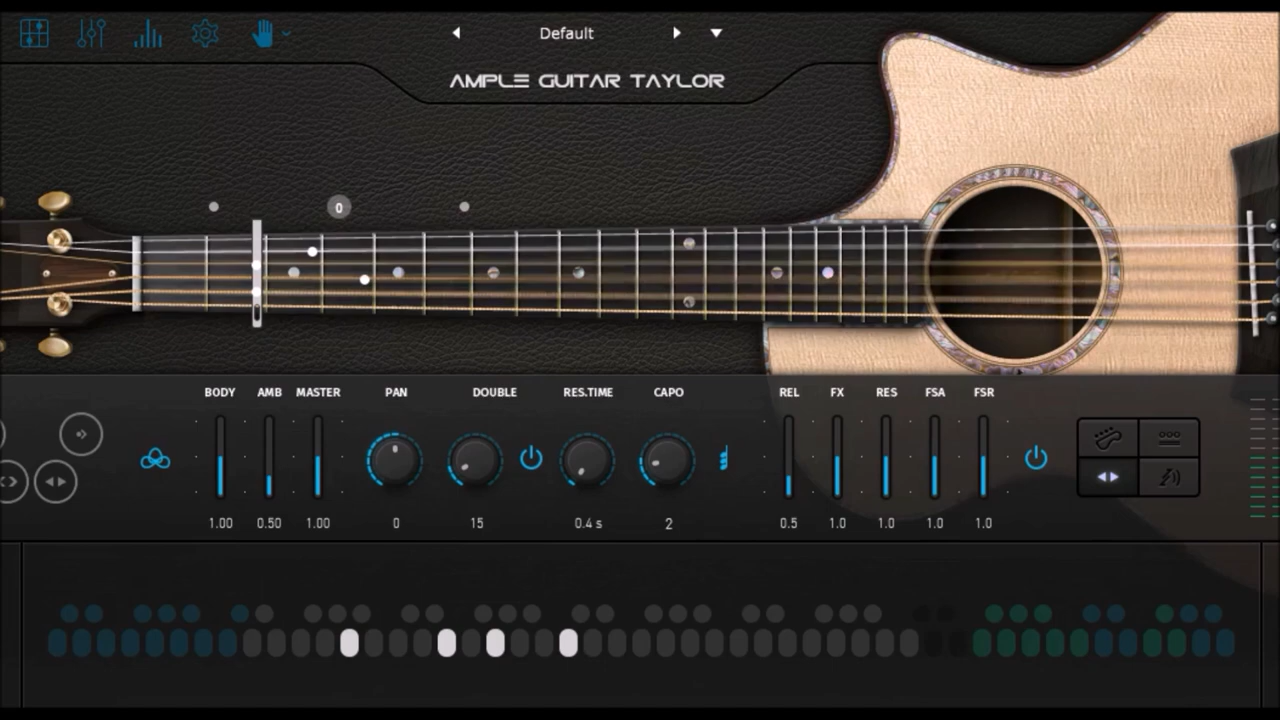 Default
AMPLE GUITAR TAYLOR
0
BODY AMB MASTER PAN DOUBLE RES.TIME CAPO REL FX RES FSA FSR
1.00 0.50 1.00 0 15 0.4 s 2 0.5 1.0 1.0 1.0 1.0